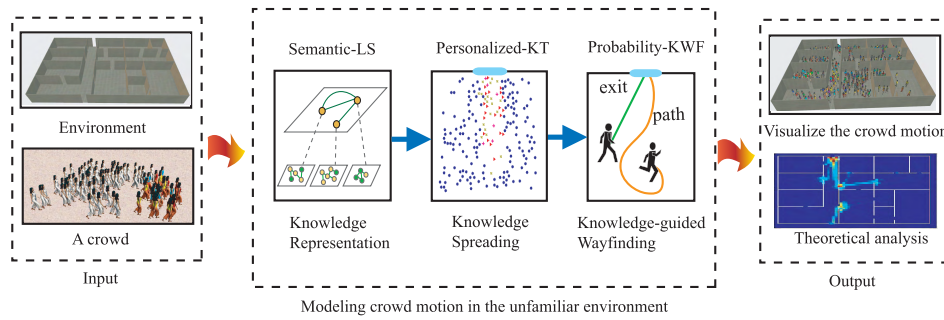 Environment
A crowd
Input
Semantic-LS
Personalized-KT
Probability-KWF
exit
path
Knowledge
Representation
Knowledge
Spreading
Knowledge-guided
Wayfinding
Modeling crowd motion in the unfamiliar environment
Visualize the crowd motion
Theoretical analysis
Output